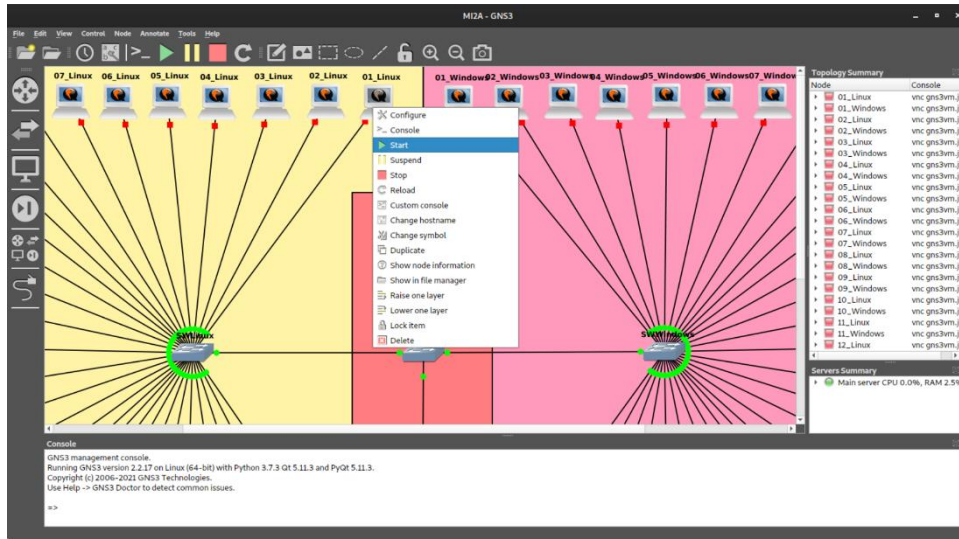 MI2A - GNS3
File Edit View Control Node Annotate Tools Help
07_Linux 06_Linux 05_Linux 04_Linux 03_Linux 02_Linux 01_Linux 01_Windows 02_Windows 03_Windows 04_Windows 05_Windows 06_Windows 07_Window
Configure
Console
Start
Suspend
Stop
Reload
Custom console
Change hostname
Change symbol
Duplicate
Show node information
Show in file manager
Raise one layer
Lower one layer
Lock item
Delete
SWLinux
SWWindows
Topology Summary
Node Console
01_Linux vnc gns3vm.j
01_Windows vnc gns3vm.j
02_Linux vnc gns3vm.j
02_Windows vnc gns3vm.j
03_Linux vnc gns3vm.j
03_Windows vnc gns3vm.j
04_Linux vnc gns3vm.j
04_Windows vnc gns3vm.j
05_Linux vnc gns3vm.j
05_Windows vnc gns3vm.j
06_Linux vnc gns3vm.j
06_Windows vnc gns3vm.j
07_Linux vnc gns3vm.j
07_Windows vnc gns3vm.j
08_Linux vnc gns3vm.j
08_Windows vnc gns3vm.j
09_Linux vnc gns3vm.j
09_Windows vnc gns3vm.j
10_Linux vnc gns3vm.j
10_Windows vnc gns3vm.j
11_Linux vnc gns3vm.j
11_Windows vnc gns3vm.j
12_Linux vnc gns3vm.j
Servers Summary
Main server CPU 0.0%, RAM 2.5%
Console
GNS3 management console.
Running GNS3 version 2.2.17 on Linux (64-bit) with Python 3.7.3 Qt 5.11.3 and PyQt 5.11.3.
Copyright (c) 2006-2021 GNS3 Technologies.
Use Help -> GNS3 Doctor to detect common issues.
=>